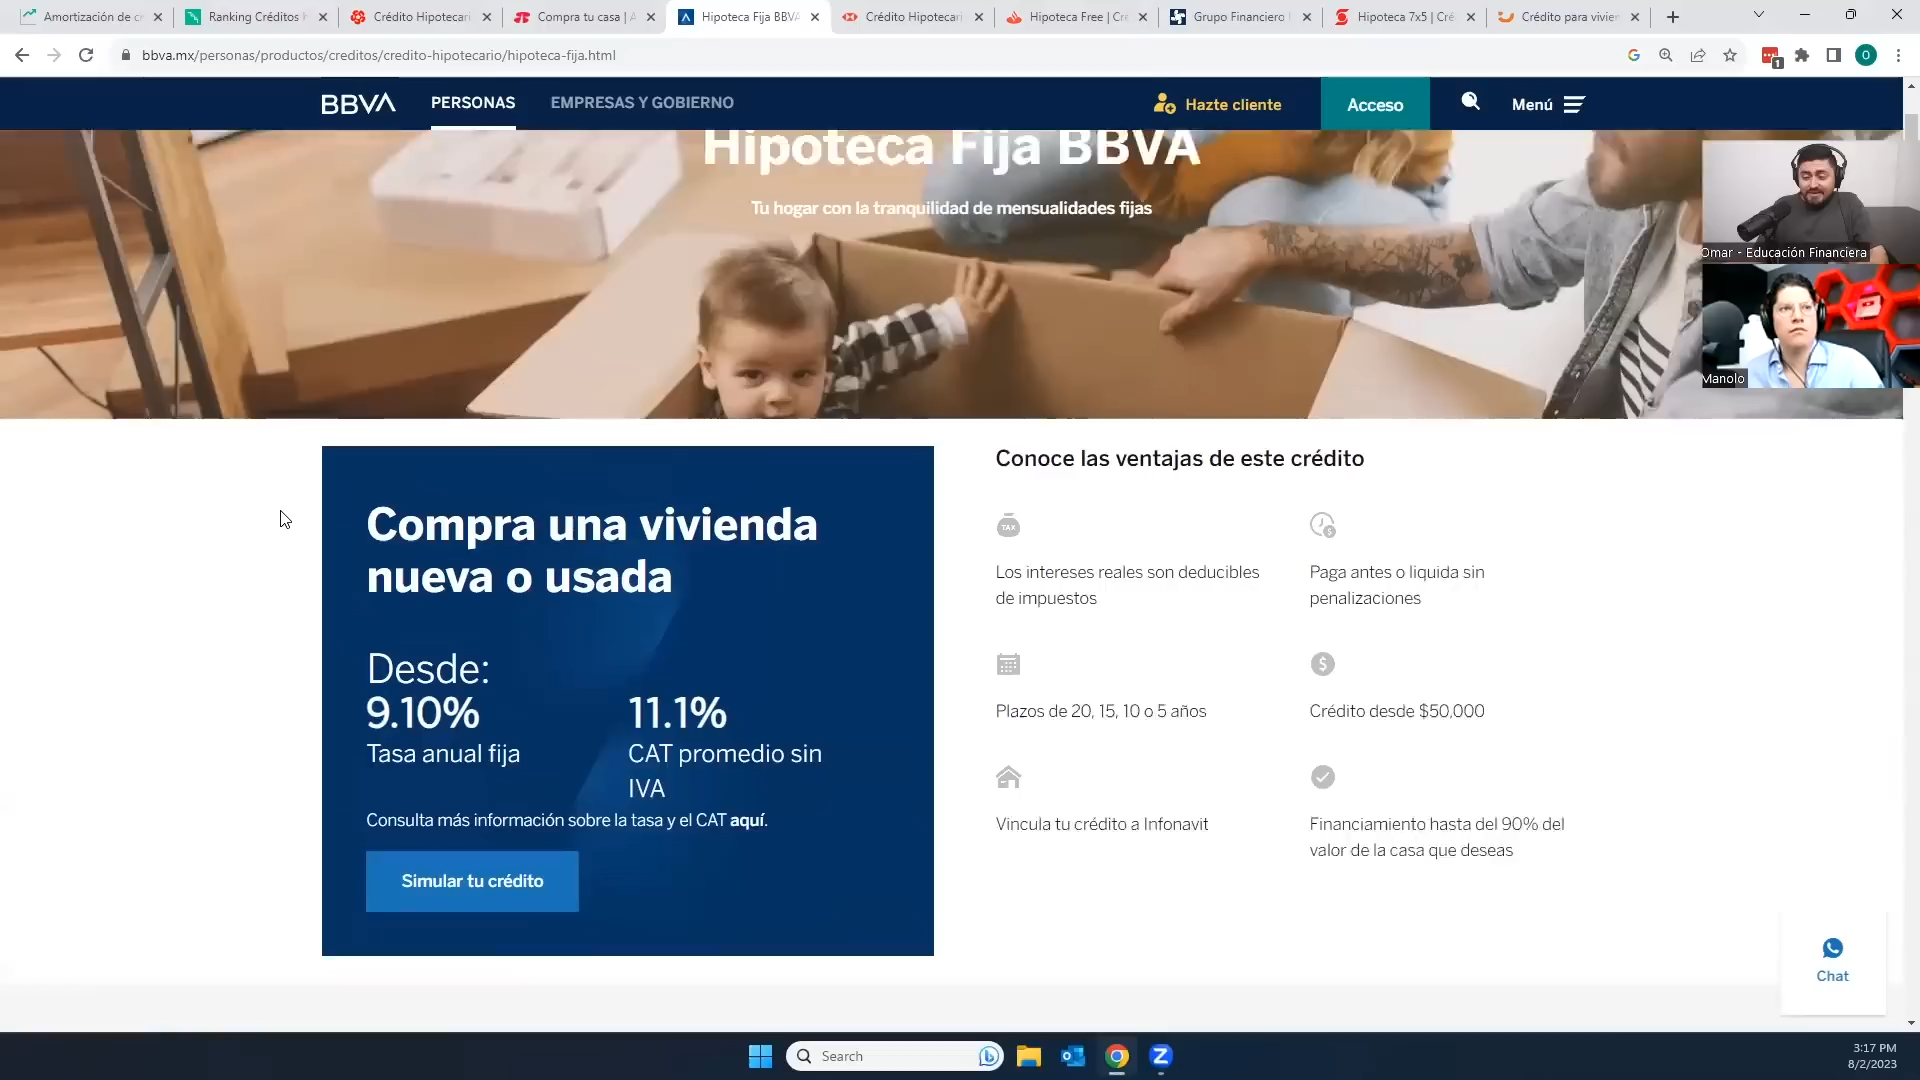 Amortización de cr
Ranking Créditos h
Crédito Hipotecari
Compra tu casa | A
Hipoteca Fija BBVA
Crédito Hipotecari
Hipoteca Free | Cré
Grupo Financiero
Hipoteca 7x5 | Cré
Crédito para vivien
bbva.mx/personas/productos/creditos/credito-hipotecario/hipoteca-fija.html
G
1
O
BBVA
PERSONAS
EMPRESAS Y GOBIERNO
Hazte cliente
Acceso
Menú
Hipoteca Fija BBVA
Tu hogar con la tranquilidad de mensualidades fijas
Omar - Educación Financiera
Manolo
Compra una vivienda
nueva o usada
Desde:
9.10%
Tasa anual fija
11.1%
CAT promedio sin
IVA
Consulta más información sobre la tasa y el CAT aquí.
Simular tu crédito
Conoce las ventajas de este crédito
TAX
Los intereses reales son deducibles
de impuestos
Paga antes o liquida sin
penalizaciones
Plazos de 20, 15, 10 o 5 años
$
Crédito desde $50,000
Vincula tu crédito a Infonavit
Financiamiento hasta del 90% del
valor de la casa que deseas
Chat
Search
Z
3:17 PM
8/2/2023